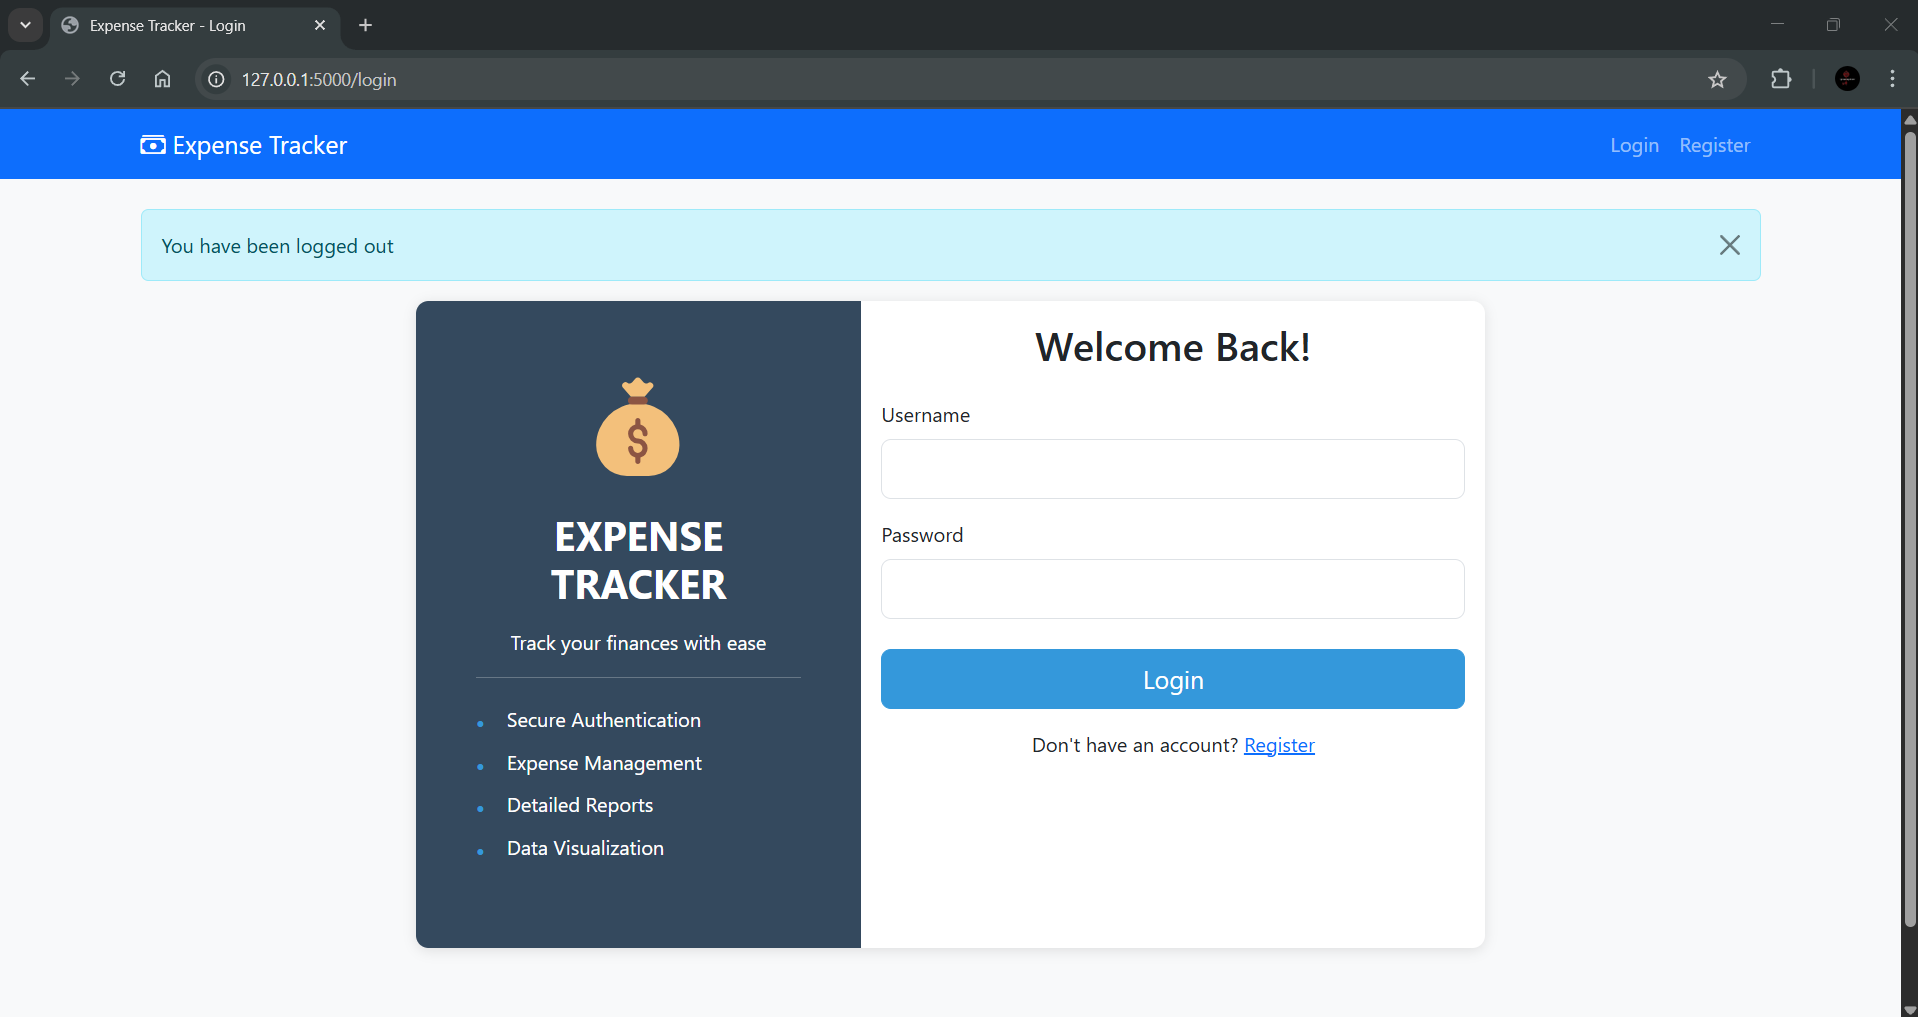 Expense Tracker - Login
127.0.0.1:5000/login
Expense Tracker
Login Register
You have been logged out
$
EXPENSE
TRACKER
Track your finances with ease
Secure Authentication
Expense Management
Detailed Reports
Data Visualization
Welcome Back!
Username
Password
Login
Don't have an account? Register